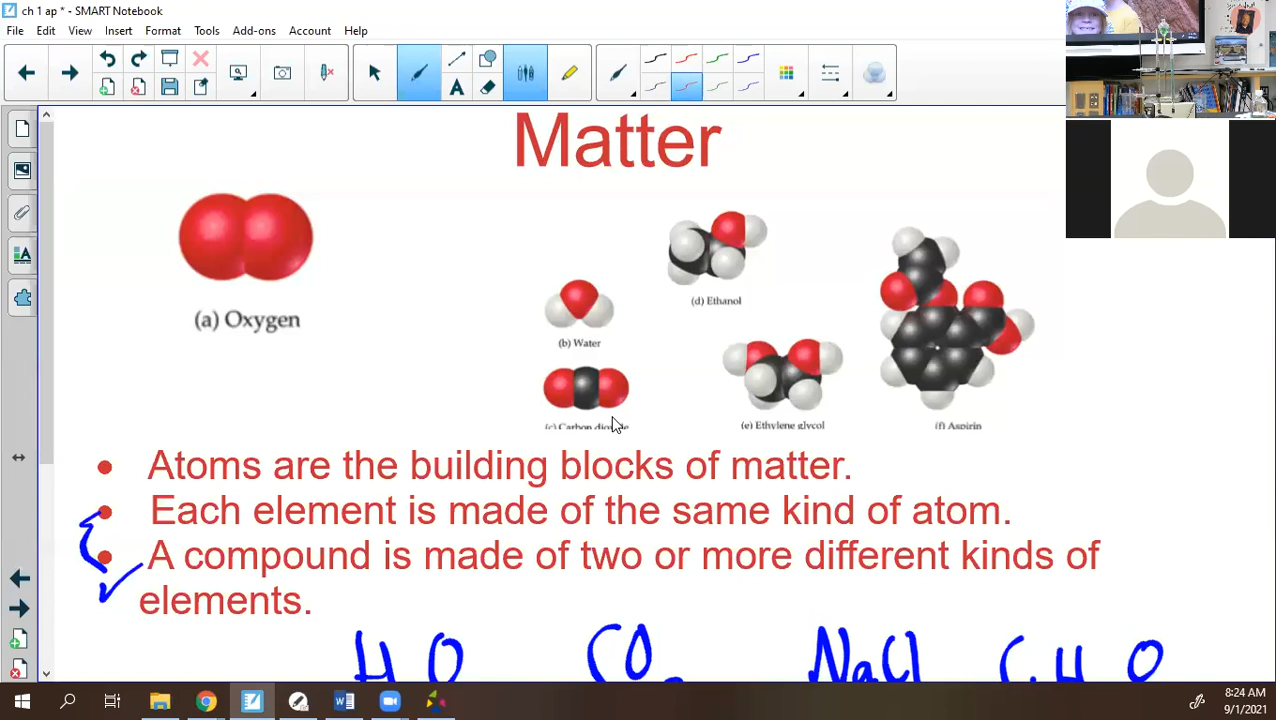 ch 1 ap * - SMART Notebook
File Edit View Insert Format Tools Add-ons Account Help
Matter
(a) Oxygen
(b) Water
(c) Carbon dioxide
(d) Ethanol
(e) Ethylene glycol
(f) Aspirin
• Atoms are the building blocks of matter.
• Each element is made of the same kind of atom.
• A compound is made of two or more different kinds of
elements.
H O CO₂ NaCl C H O
8:24 AM
9/1/2021